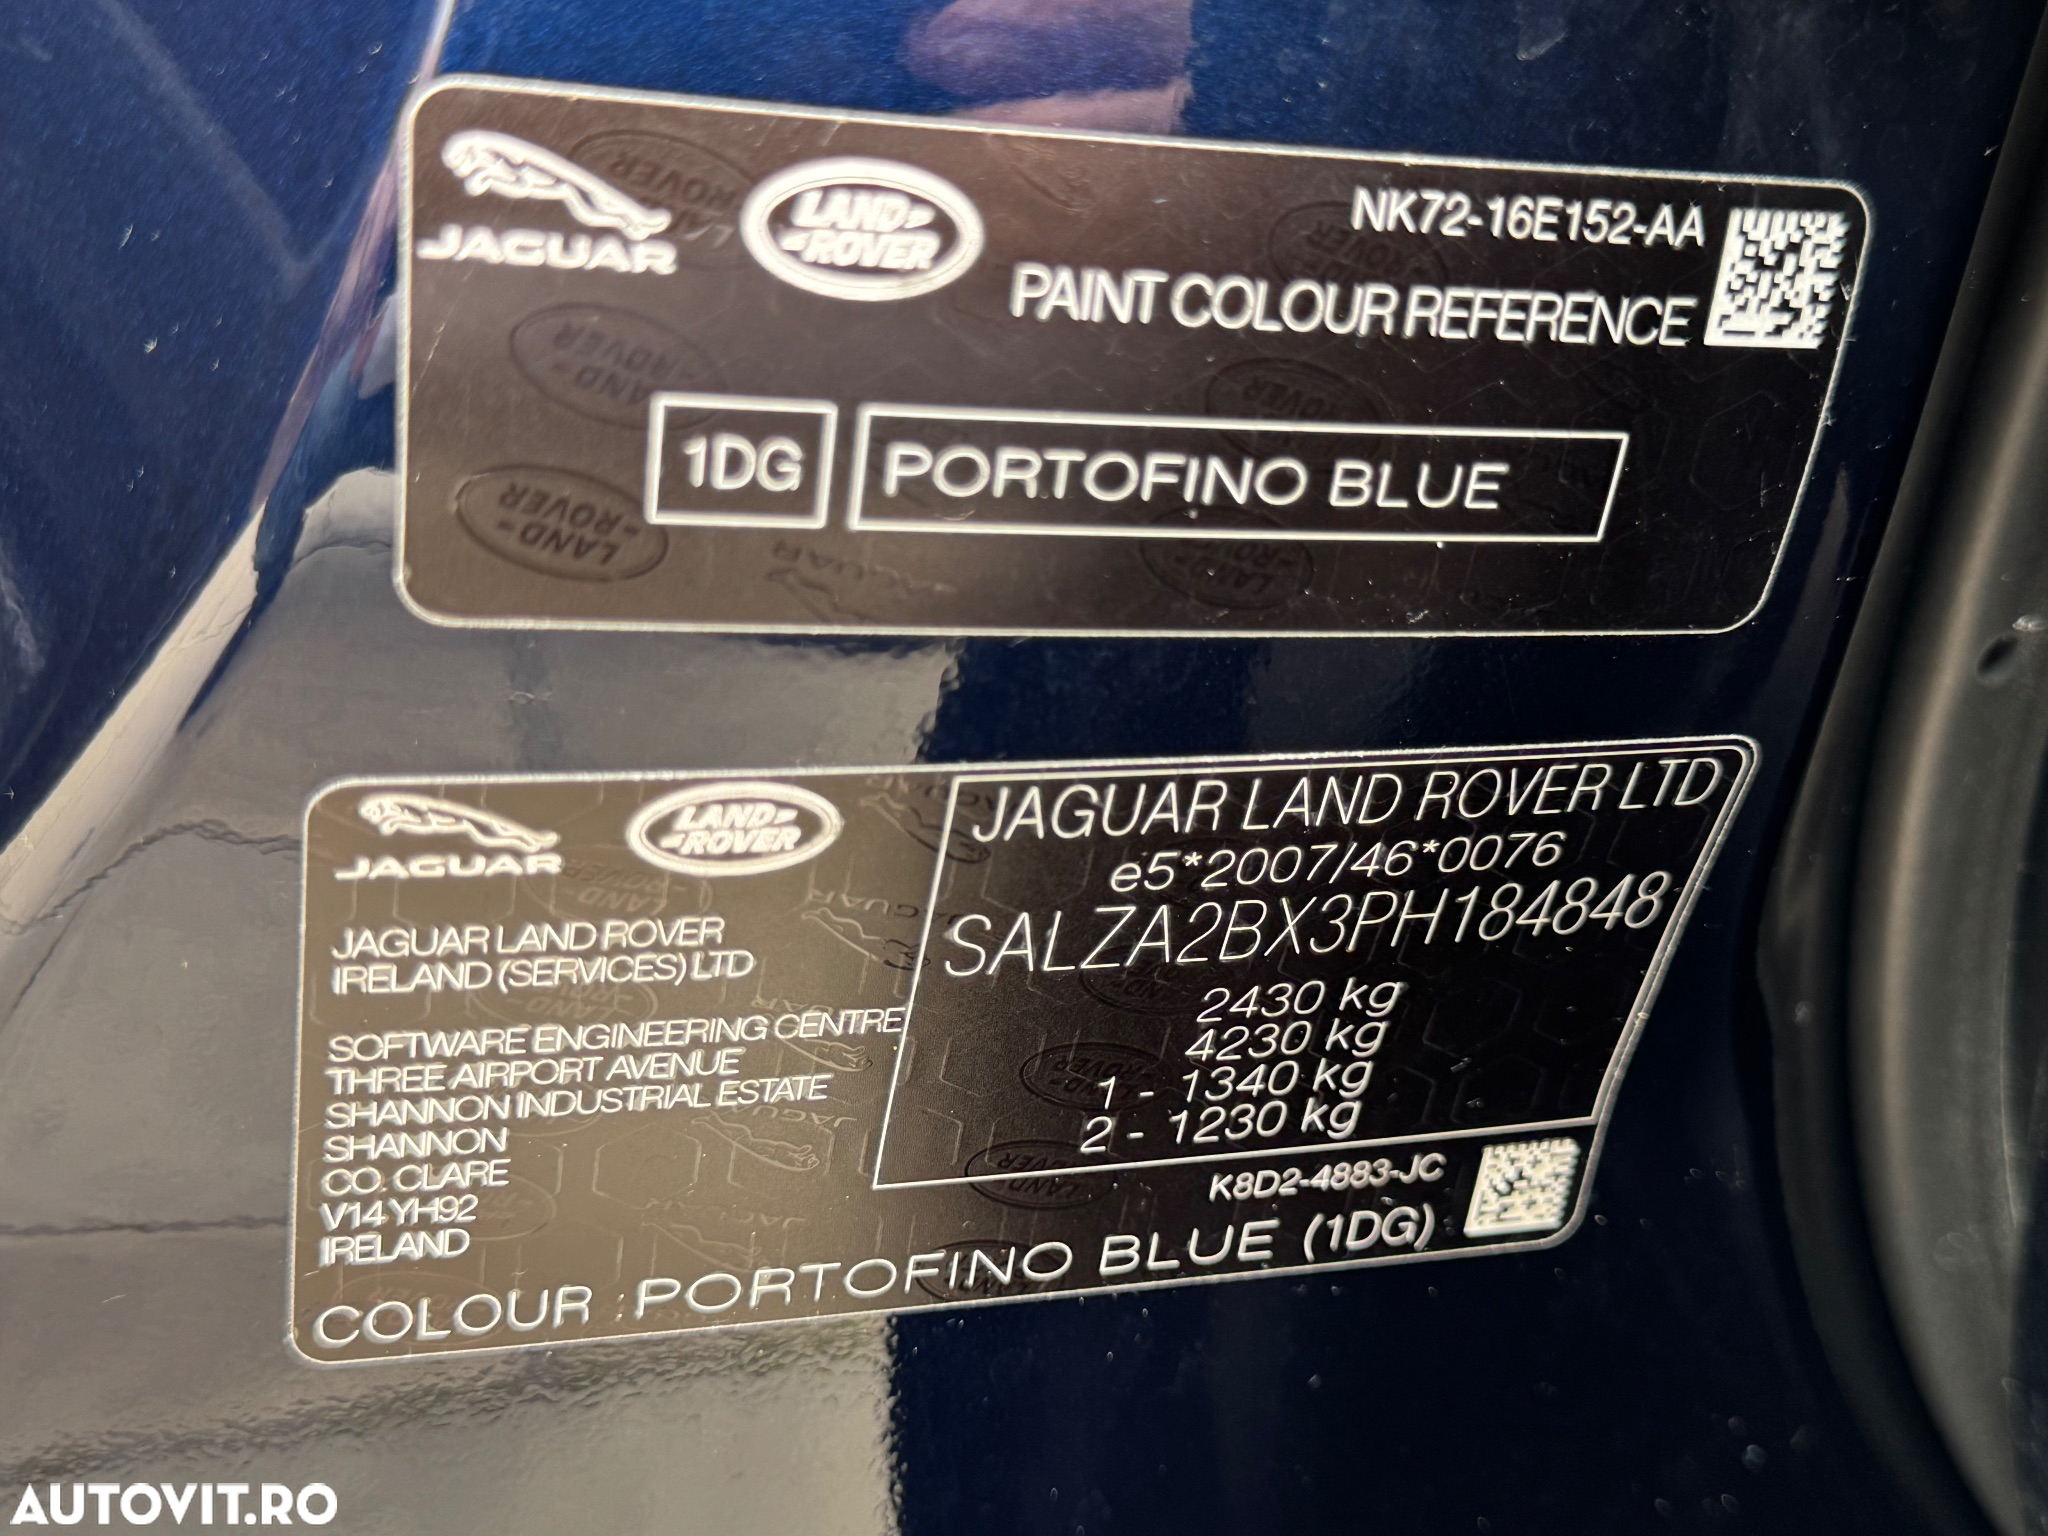 JAGUAR
LAND ROVER
NK72-16E152-AA
PAINT COLOUR REFERENCE
1DG
PORTOFINO BLUE
JAGUAR
LAND ROVER
JAGUAR LAND ROVER
IRELAND (SERVICES) LTD
SOFTWARE ENGINEERING CENTRE
THREE AIRPORT AVENUE
SHANNON INDUSTRIAL ESTATE
SHANNON
CO. CLARE
V14 YH92
IRELAND
JAGUAR LAND ROVER LTD
e5*2007/46*0076
SALZA2BX3PH184848
2430 kg
4230 kg
1 - 1340 kg
2 - 1230 kg
K8D2-4883-JC
COLOUR : PORTOFINO BLUE (1DG)
AUTOVIT.RO